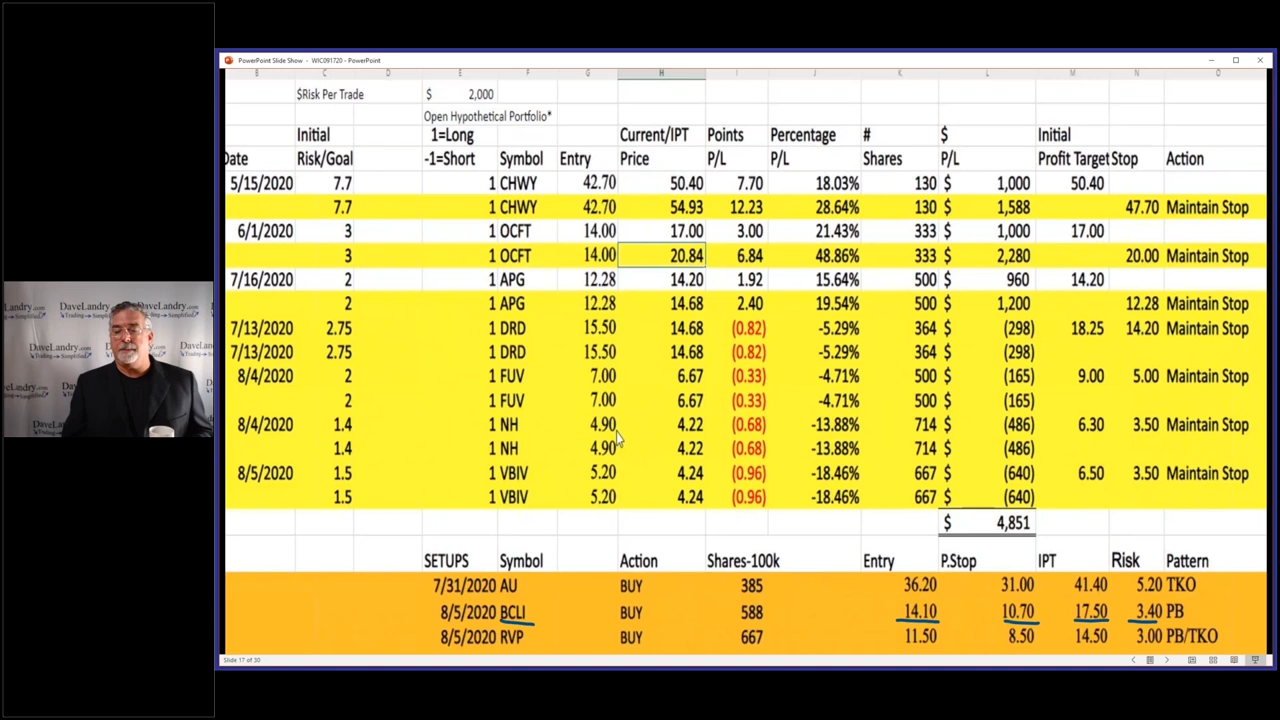 PowerPoint Slide Show - WIC091720 - PowerPoint
B C D E F G H I J K L M N O
$Risk Per Trade $ 2,000
Open Hypothetical Portfolio*
Initial 1=Long Current/IPT Points Percentage # $ Initial
Date Risk/Goal -1=Short Symbol Entry Price P/L P/L Shares P/L Profit Target Stop Action
5/15/2020 7.7 1 CHWY 42.70 50.40 7.70 18.03% 130 $ 1,000 50.40
7.7 1 CHWY 42.70 54.93 12.23 28.64% 130 $ 1,588 47.70 Maintain Stop
6/1/2020 3 1 OCFT 14.00 17.00 3.00 21.43% 333 $ 1,000 17.00
3 1 OCFT 14.00 20.84 6.84 48.86% 333 $ 2,280 20.00 Maintain Stop
7/16/2020 2 1 APG 12.28 14.20 1.92 15.64% 500 $ 960 14.20
2 1 APG 12.28 14.68 2.40 19.54% 500 $ 1,200 12.28 Maintain Stop
7/13/2020 2.75 1 DRD 15.50 14.68 (0.82) -5.29% 364 $ (298) 18.25 14.20 Maintain Stop
7/13/2020 2.75 1 DRD 15.50 14.68 (0.82) -5.29% 364 $ (298)
8/4/2020 2 1 FUV 7.00 6.67 (0.33) -4.71% 500 $ (165) 9.00 5.00 Maintain Stop
2 1 FUV 7.00 6.67 (0.33) -4.71% 500 $ (165)
8/4/2020 1.4 1 NH 4.90 4.22 (0.68) -13.88% 714 $ (486) 6.30 3.50 Maintain Stop
1.4 1 NH 4.90 4.22 (0.68) -13.88% 714 $ (486)
8/5/2020 1.5 1 VBIV 5.20 4.24 (0.96) -18.46% 667 $ (640) 6.50 3.50 Maintain Stop
1.5 1 VBIV 5.20 4.24 (0.96) -18.46% 667 $ (640)
$ 4,851
SETUPS Symbol Action Shares-100k Entry P.Stop IPT Risk Pattern
7/31/2020 AU BUY 385 36.20 31.00 41.40 5.20 TKO
8/5/2020 BCLI BUY 588 14.10 10.70 17.50 3.40 PB
8/5/2020 RVP BUY 667 11.50 8.50 14.50 3.00 PB/TKO
Slide 17 of 30
DaveLandry.com
Trading - Simplified